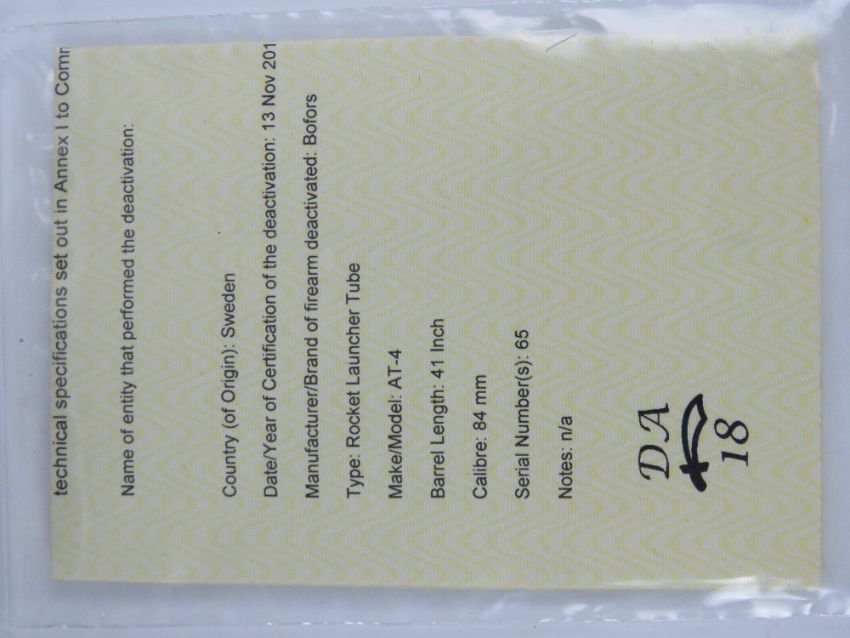 technical specifications set out in Annex I to Comm
Name of entity that performed the deactivation:
Country (of Origin): Sweden
Date/Year of Certification of the deactivation: 13 Nov 201
Manufacturer/Brand of firearm deactivated: Bofors
Type: Rocket Launcher Tube
Make/Model: AT-4
Barrel Length: 41 Inch
Calibre: 84 mm
Serial Number(s): 65
Notes: n/a
DA
18